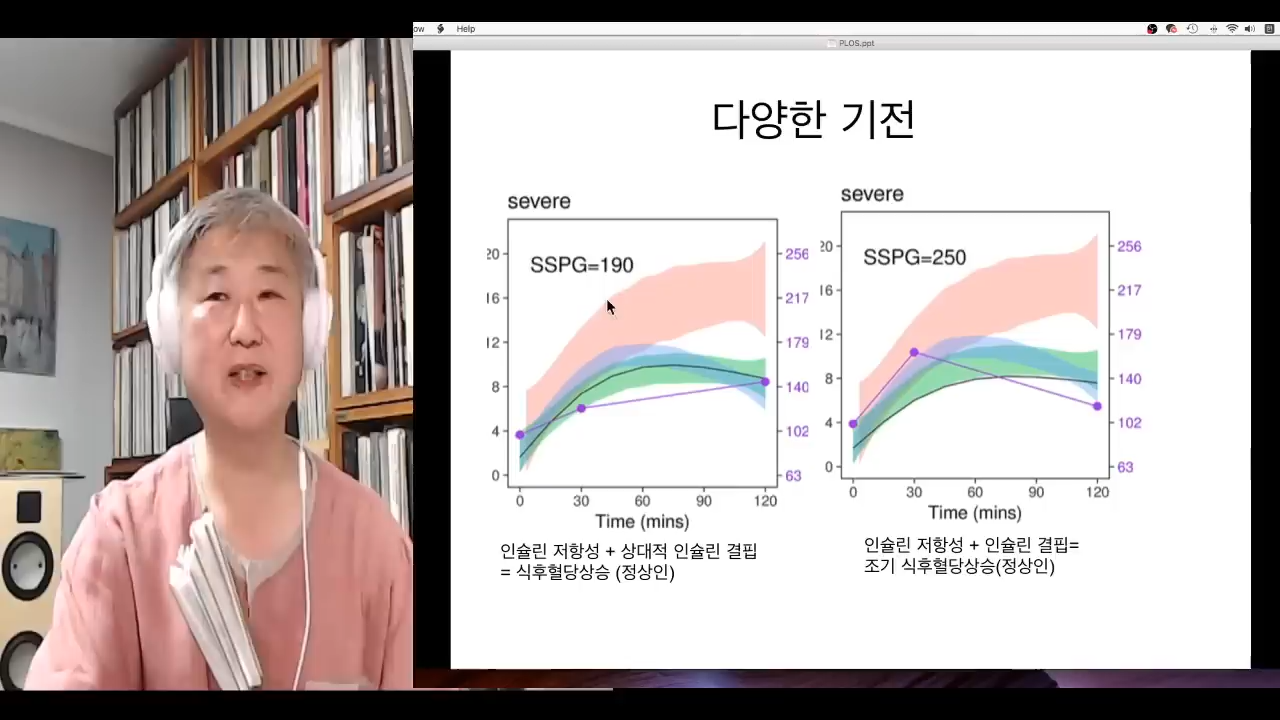 ow Help
PLOS.ppt
다양한 기전
severe
SSPG=190
20
16
12
8
4
0
256
217
179
140
102
63
0 30 60 90 120
Time (mins)
인슐린 저항성 + 상대적 인슐린 결핍
= 식후혈당상승 (정상인)
severe
SSPG=250
20
16
12
8
4
0
256
217
179
140
102
63
0 30 60 90 120
Time (mins)
인슐린 저항성 + 인슐린 결핍=
조기 식후혈당상승(정상인)